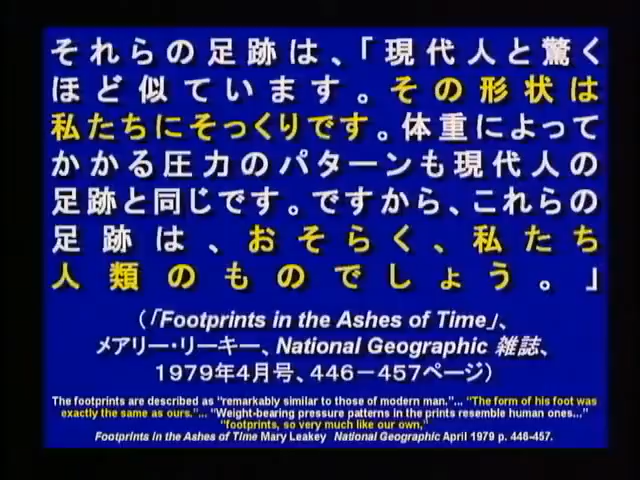 それらの足跡は、「現代人と驚く
ほど似ています。その形状は
私たちにそっくりです。体重によって
かかる圧力のパターンも現代人の
足跡と同じです。ですから、これらの
足跡は、おそらく、私たち
人類のものでしょう。」
（「Footprints in the Ashes of Time」、
メアリー・リーキー、National Geographic 雑誌、
1979年4月号、446－457ページ）
The footprints are described as “remarkably similar to those of modern man.”... “The form of his foot was
exactly the same as ours.”... “Weight-bearing pressure patterns in the prints resemble human ones...”
“footprints, so very much like our own,”
Footprints in the Ashes of Time Mary Leakey National Geographic April 1979 p. 446-457.